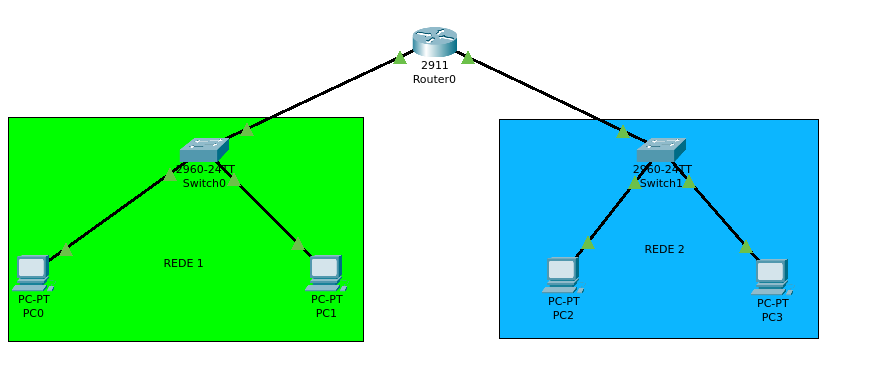 2911
Router0
2960-24TT
Switch0
2960-24TT
Switch1
REDE 1
REDE 2
PC-PT
PC0
PC-PT
PC1
PC-PT
PC2
PC-PT
PC3